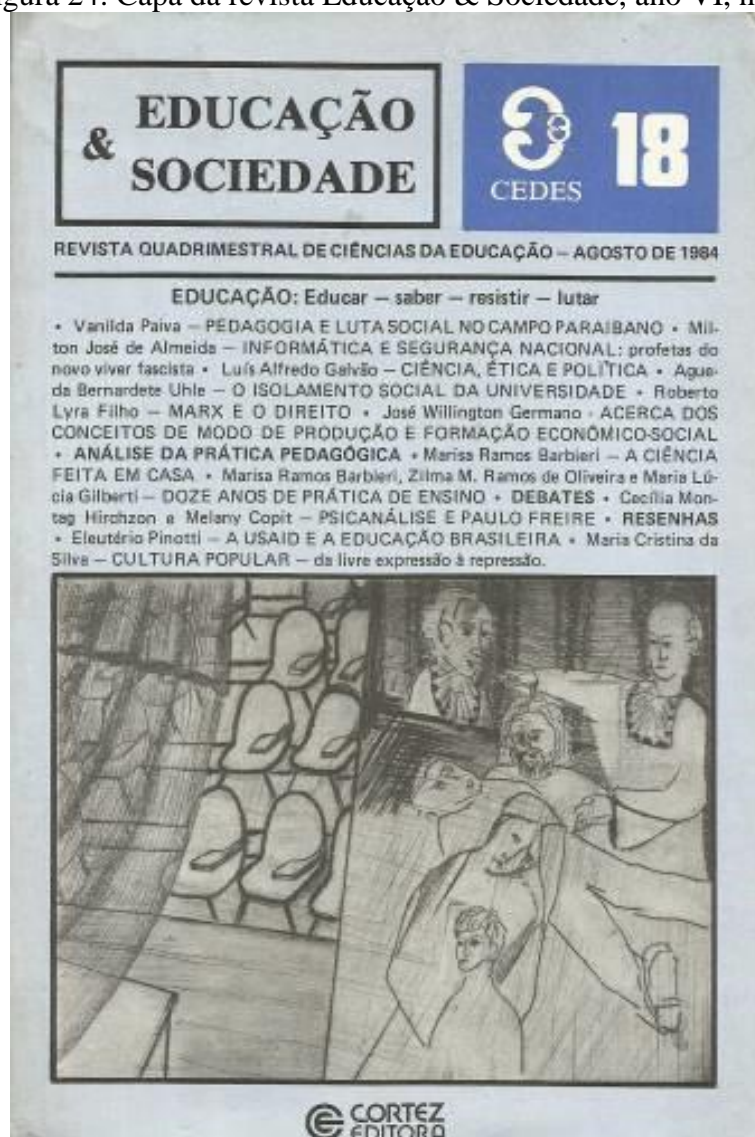 gura 24: Capa da revista Educação & Sociedade, ano VI, n
EDUCAÇÃO
& SOCIEDADE
CEDES
18
REVISTA QUADRIMESTRAL DE CIÊNCIAS DA EDUCAÇÃO — AGOSTO DE 1984
EDUCAÇÃO: Educar — saber — resistir — lutar
• Vanilda Paiva — PEDAGOGIA E LUTA SOCIAL NO CAMPO PARAIBANO • Mil-
ton José de Almeida — INFORMÁTICA E SEGURANÇA NACIONAL: profetas do
novo viver fascista • Luís Alfredo Galvão — CIÊNCIA, ÉTICA E POLÍTICA • Ague-
da Bernardete Uhle — O ISOLAMENTO SOCIAL DA UNIVERSIDADE • Roberto
Lyra Filho — MARX E O DIREITO • José Willington Germano - ACERCA DOS
CONCEITOS DE MODO DE PRODUÇÃO E FORMAÇÃO ECONÔMICO-SOCIAL
• ANÁLISE DA PRÁTICA PEDAGÓGICA • Marisa Ramos Barbieri — A CIÊNCIA
FEITA EM CASA • Marisa Ramos Barbieri, Zilma M. Ramos de Oliveira e Maria Lú-
cia Gilberti — DOZE ANOS DE PRÁTICA DE ENSINO • DEBATES • Cecília Mon-
tag Hirchzon e Melany Copit — PSICANÁLISE E PAULO FREIRE • RESENHAS
• Eleutério Pinotti — A USAID E A EDUCAÇÃO BRASILEIRA • Maria Cristina da
Silva — CULTURA POPULAR — da livre expressão à repressão.
CORTEZ
EDITORA